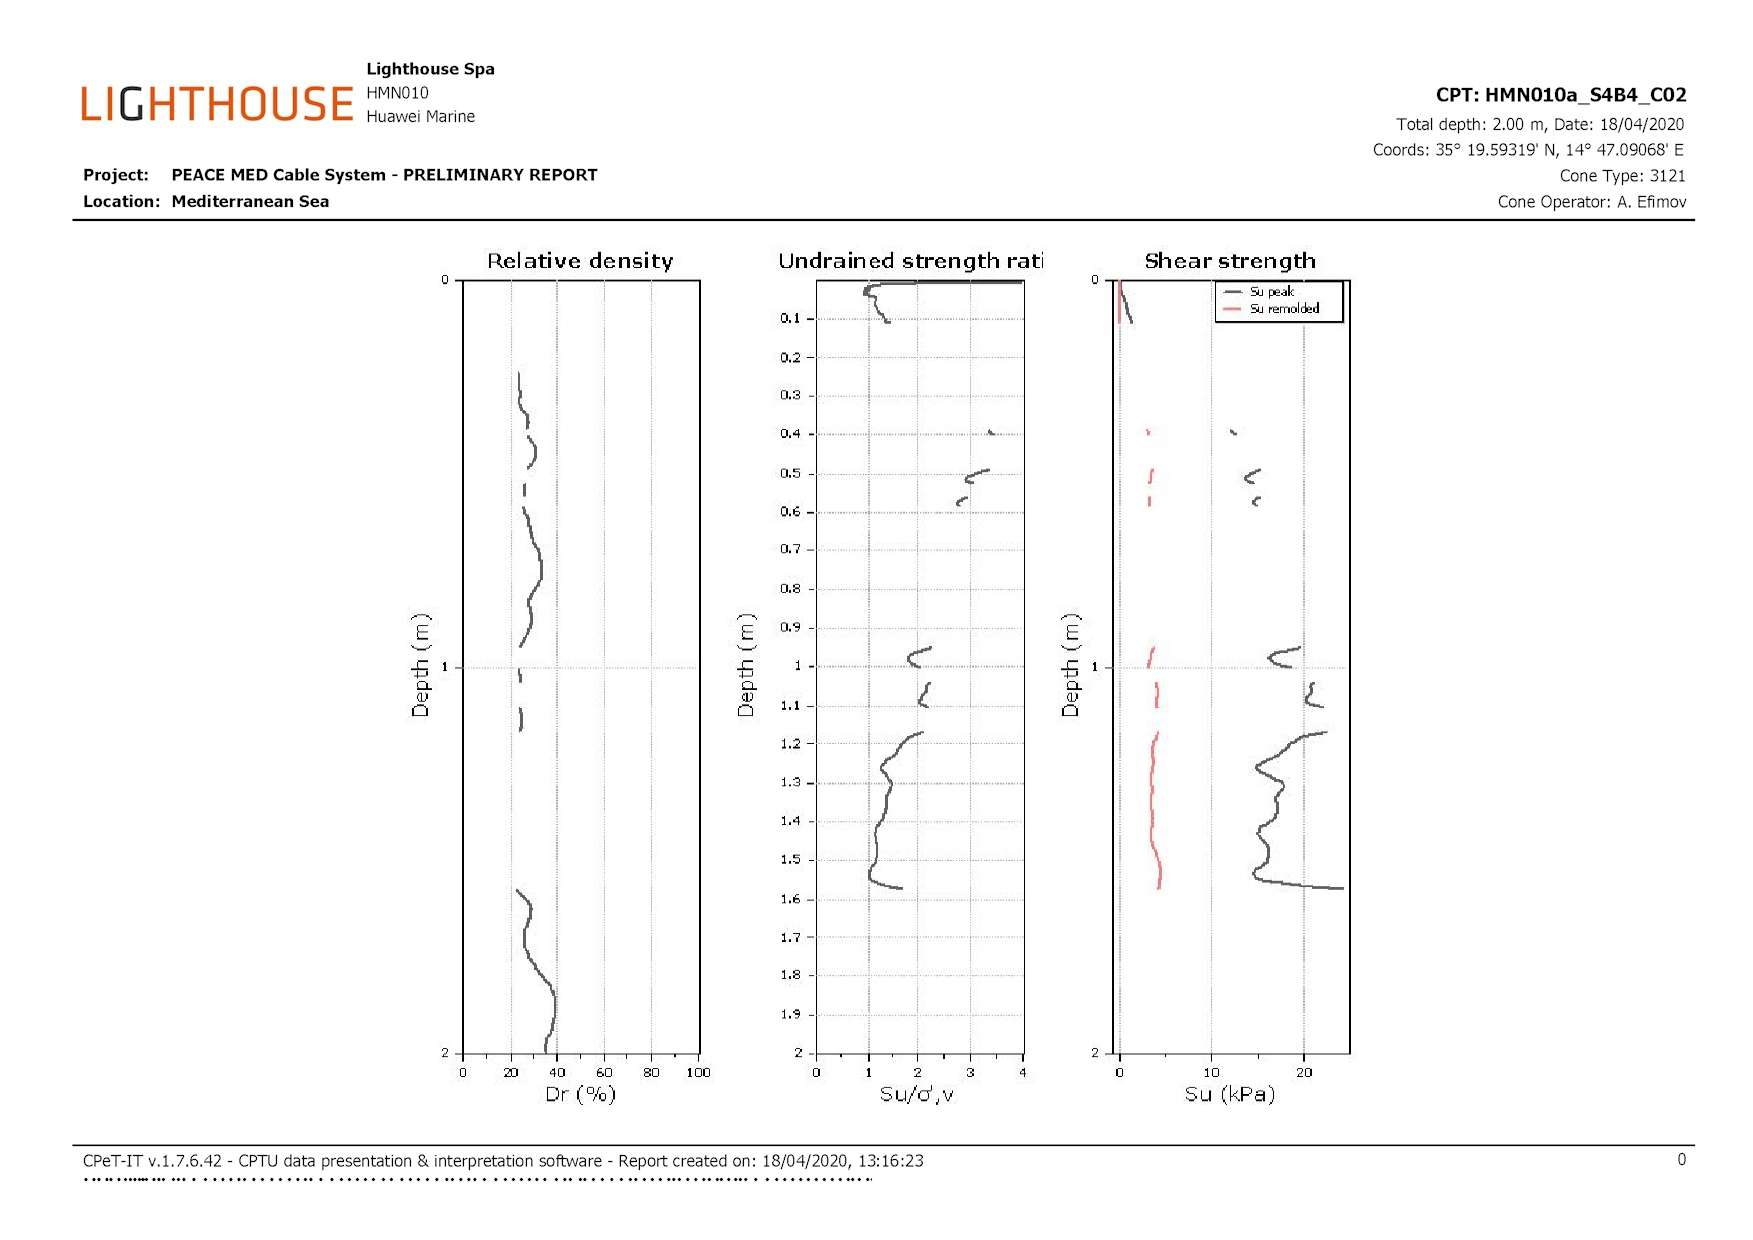 LIGHTHOUSE
Lighthouse Spa
HMN010
Huawei Marine
CPT: HMN010a_S4B4_C02
Total depth: 2.00 m, Date: 18/04/2020
Coords: 35° 19.59319' N, 14° 47.09068' E
Cone Type: 3121
Cone Operator: A. Efimov
Project: PEACE MED Cable System - PRELIMINARY REPORT
Location: Mediterranean Sea
Relative density
0
1
2
Depth (m)
0 20 40 60 80 100
Dr (%)
Undrained strength rati
0.1
0.2
0.3
0.4
0.5
0.6
0.7
0.8
0.9
1
1.1
1.2
1.3
1.4
1.5
1.6
1.7
1.8
1.9
2
Depth (m)
0 1 2 3 4
Su/σ',v
Shear strength
Su peak
Su remolded
0
1
2
Depth (m)
0 10 20
Su (kPa)
CPeT-IT v.1.7.6.42 - CPTU data presentation & interpretation software - Report created on: 18/04/2020, 13:16:23
0